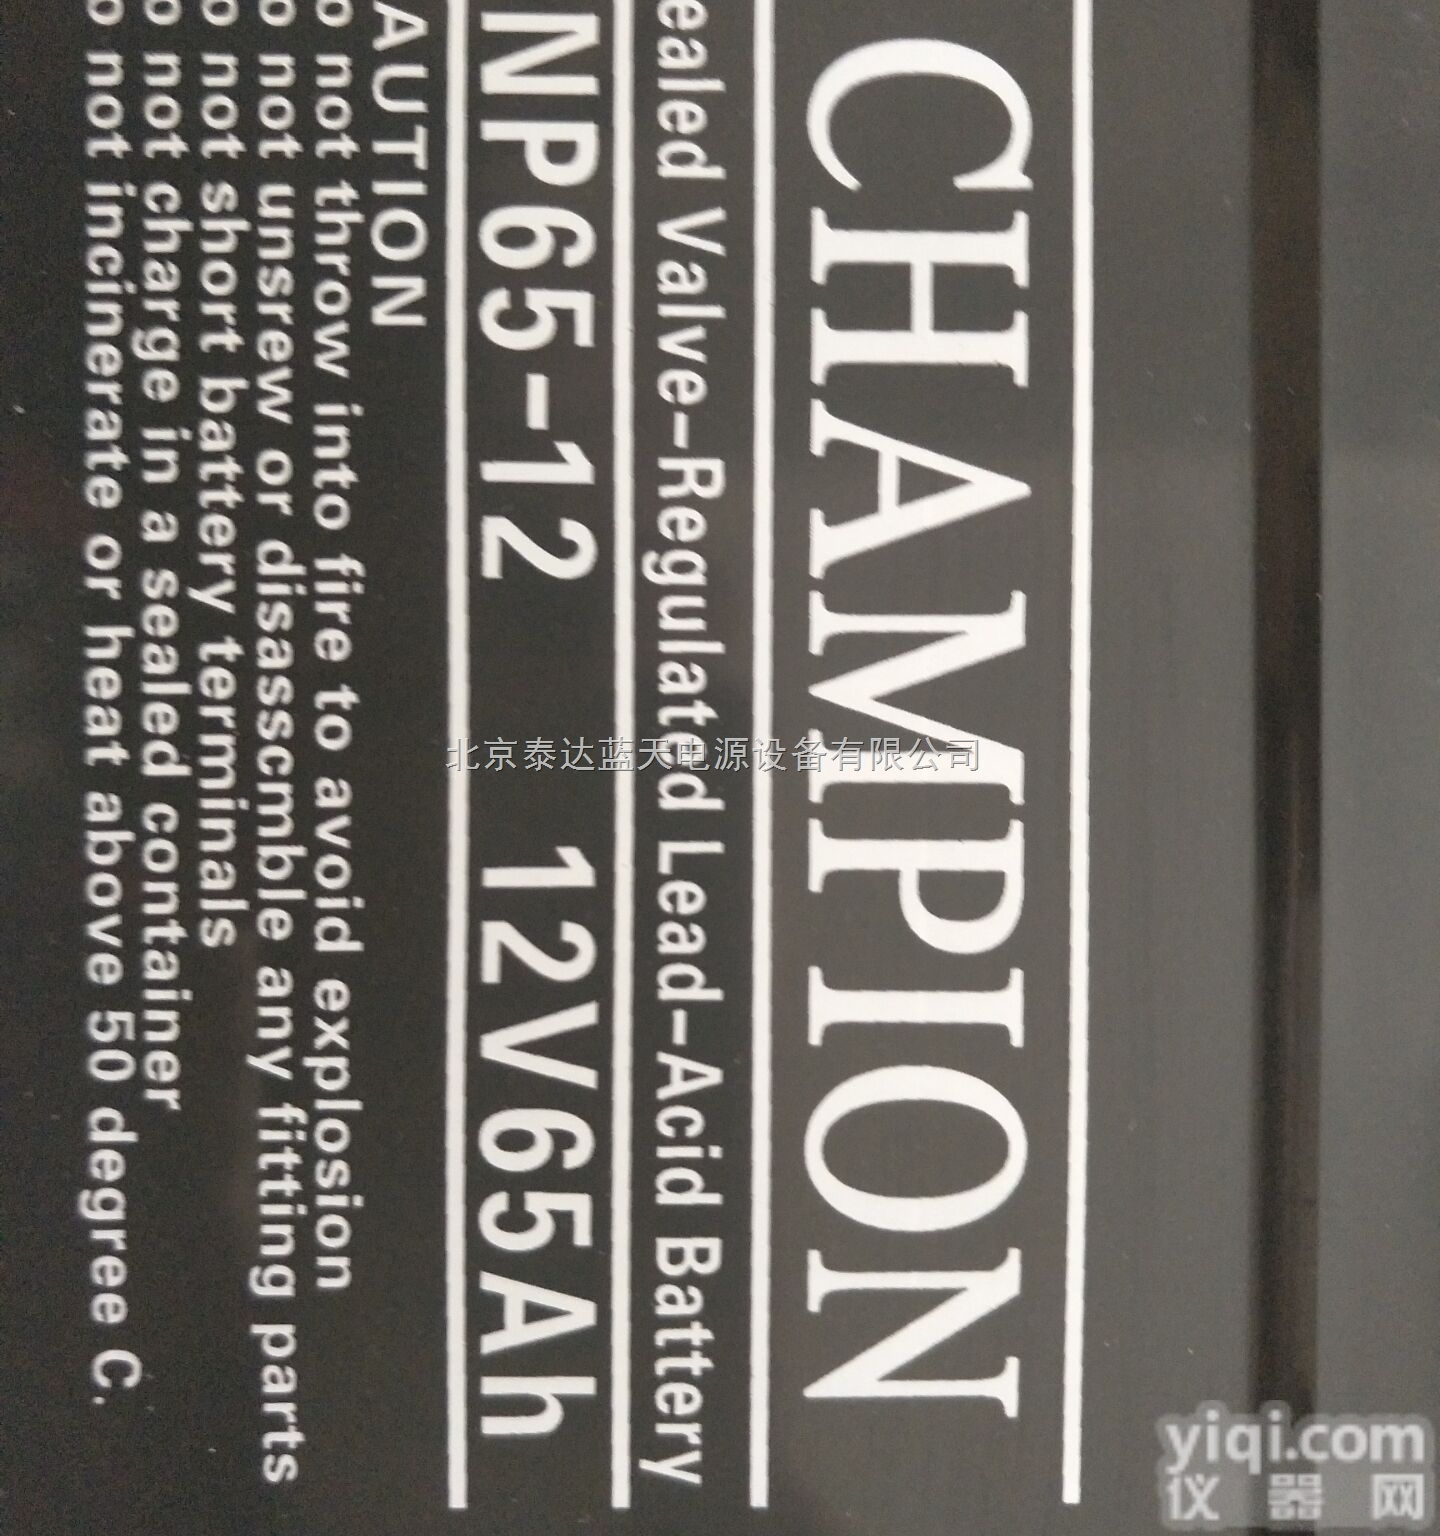 CHAMPION
ealed Valve-Regulated Lead-Acid Battery
NP65-12 12V65Ah
AUTION
o not throw into fire to avoid explosion
o not unsrew or disasscmble any fitting parts
o not short battery terminals
o not charge in a sealed container
o not incinerate or heat above 50 degree C.
北京泰达蓝天电源设备有限公司
yiqi.com
仪器网